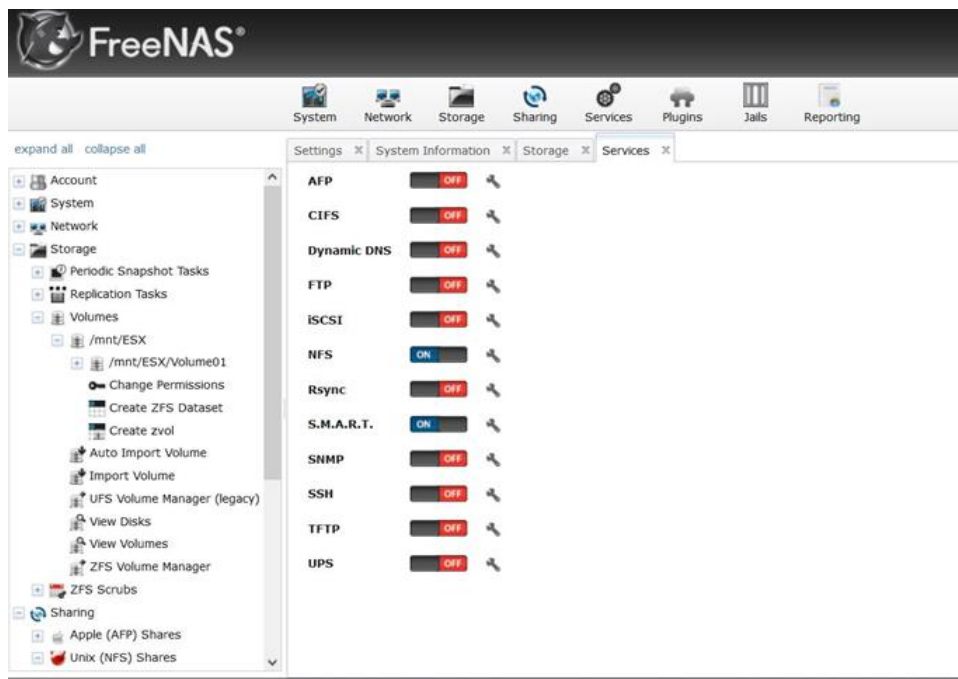 FreeNAS®
System Network Storage Sharing Services Plugins Jails Reporting
expand all collapse all
Settings System Information Storage Services
Account
System
Network
Storage
Periodic Snapshot Tasks
Replication Tasks
Volumes
/mnt/ESX
/mnt/ESX/Volume01
Change Permissions
Create ZFS Dataset
Create zvol
Auto Import Volume
Import Volume
UFS Volume Manager (legacy)
View Disks
View Volumes
ZFS Volume Manager
ZFS Scrubs
Sharing
Apple (AFP) Shares
Unix (NFS) Shares
AFP OFF
CIFS OFF
Dynamic DNS OFF
FTP OFF
iSCSI OFF
NFS ON
Rsync OFF
S.M.A.R.T. ON
SNMP OFF
SSH OFF
TFTP OFF
UPS OFF